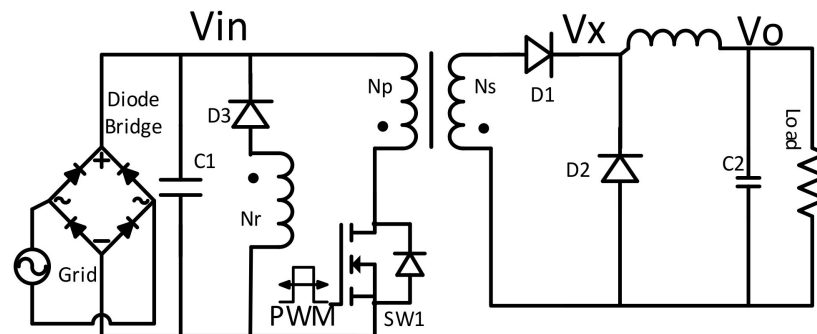 Vin
Vx
Vo
Diode
Bridge
D3
Np
Ns
D1
C1
Nr
D2
C2
Load
Grid
PWM
SW1